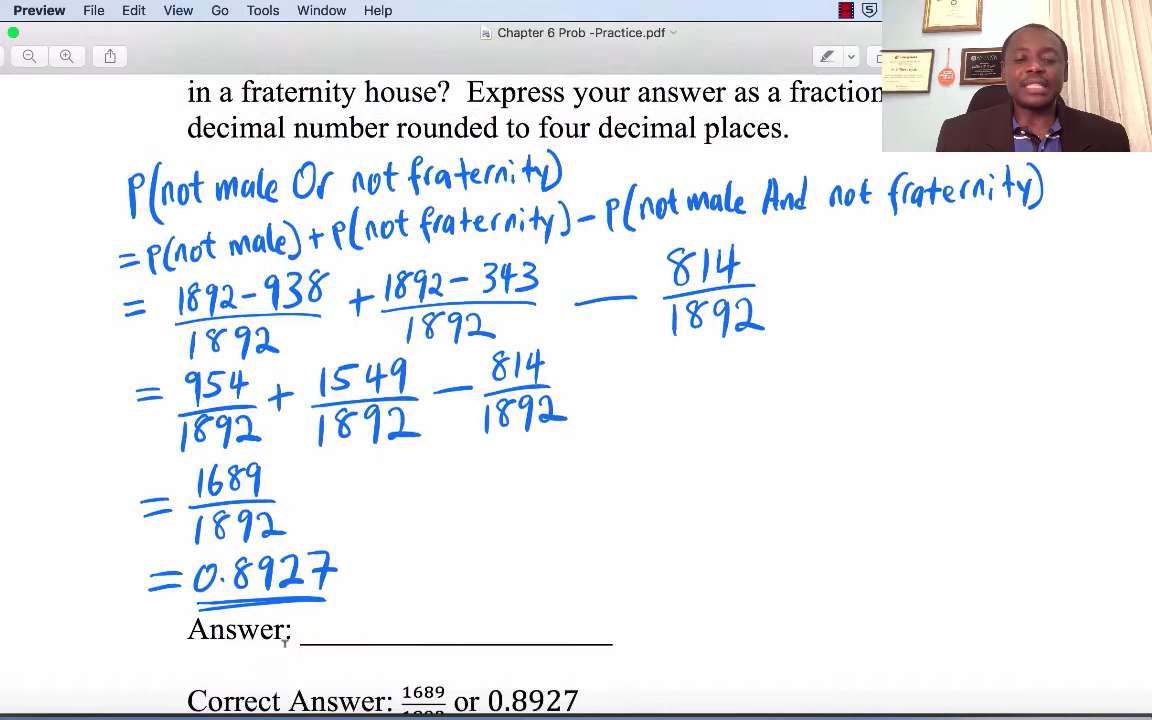 Preview File Edit View Go Tools Window Help
Chapter 6 Prob -Practice.pdf
in a fraternity house? Express your answer as a fraction
decimal number rounded to four decimal places.
P(not male Or not fraternity)
= P(not male) + P(not fraternity) - P(not male And not fraternity)
= 1892-938/1892 + 1892-343/1892 - 814/1892
= 954/1892 + 1549/1892 - 814/1892
= 1689/1892
= 0.8927
Answer:
Correct Answer: 1689/1892 or 0.8927